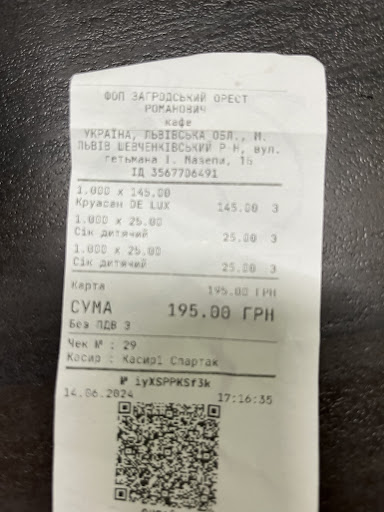 ФОП ЗАГРОДСЬКИЙ ОРЕСТ
РОМАНОВИЧ
кафе
УКРАЇНА, ЛЬВІВСЬКА ОБЛ., М.
ЛЬВІВ ШЕВЧЕНКІВСЬКИЙ Р-Н, вул.
гетьмана І. Мазепи, 1б
ІД 3567706491
1.000 x 145.00
Круасан DE LUX 145.00 З
1.000 x 25.00
Сік дитячий 25.00 З
1.000 x 25.00
Сік дитячий 25.00 З
Карта 195.00 ГРН
СУМА 195.00 ГРН
Без ПДВ З
Чек № : 29
Касир : Касирі Спартак
№ iyXSPPKSf3k
14.06.2024 17:16:35